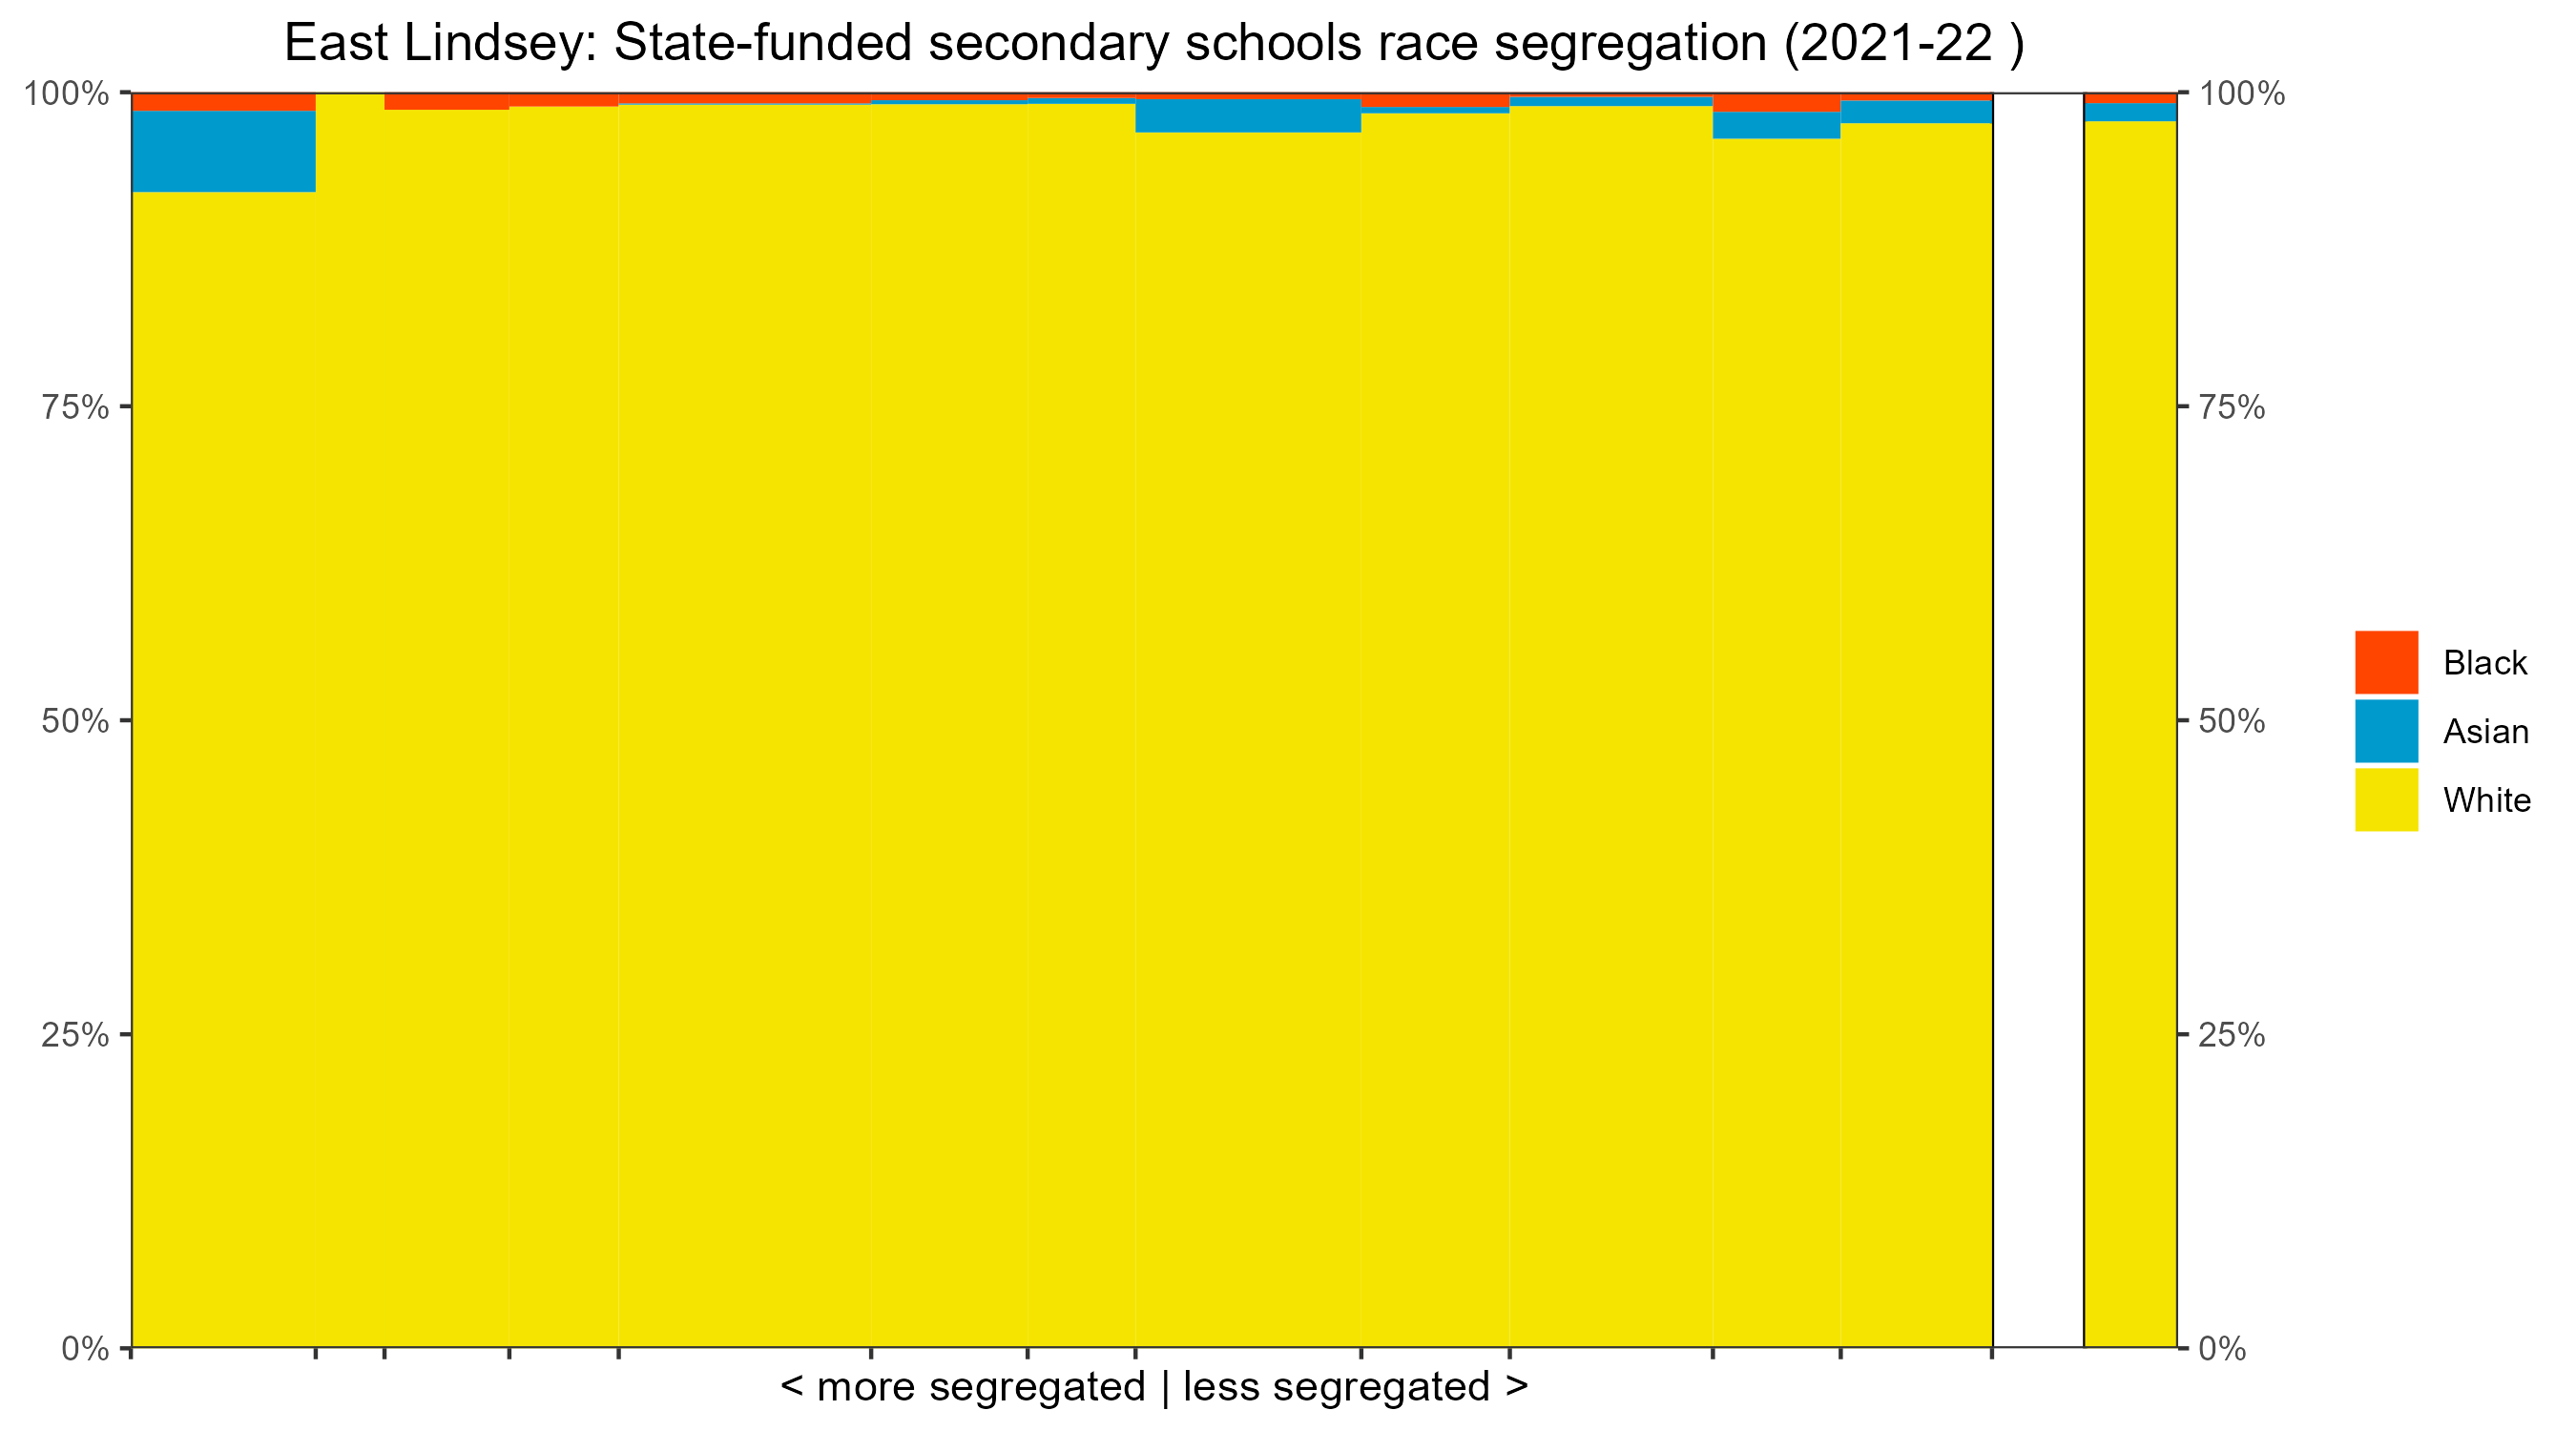 East Lindsey: State-funded secondary schools race segregation (2021-22 )
100%
75%
50%
25%
0%
100%
75%
50%
25%
0%
Black
Asian
White
< more segregated | less segregated >